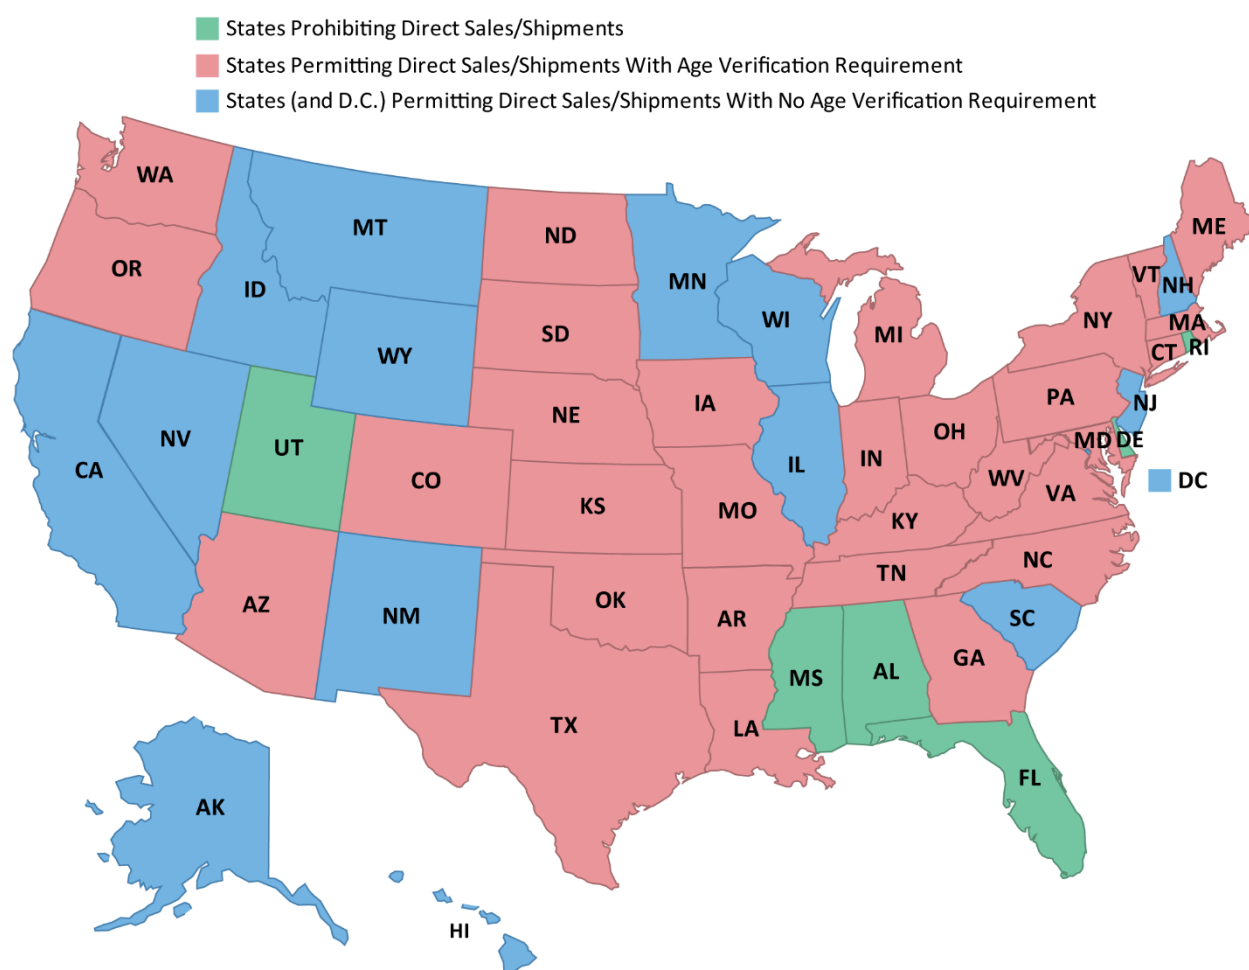 States Prohibiting Direct Sales/Shipments
States Permitting Direct Sales/Shipments With Age Verification Requirement
States (and D.C.) Permitting Direct Sales/Shipments With No Age Verification Requirement
WA
MT
ND
ME
OR
ID
MN
VT
NH
SD
WI
MI
NY
MA
WY
CT
RI
IA
PA
NJ
NE
NV
UT
OH
MD
DE
CA
CO
IL
IN
WV
DC
KS
MO
KY
VA
NC
TN
AZ
NM
OK
AR
SC
GA
MS
AL
TX
LA
FL
AK
HI